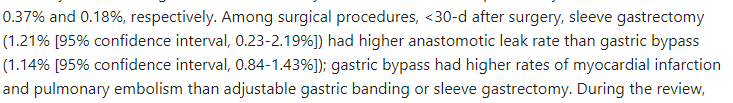 0.37% and 0.18%, respectively. Among surgical procedures, <30-d after surgery, sleeve gastrectomy
(1.21% [95% confidence interval, 0.23-2.19%]) had higher anastomotic leak rate than gastric bypass
(1.14% [95% confidence interval, 0.84-1.43%]); gastric bypass had higher rates of myocardial infarction
and pulmonary embolism than adjustable gastric banding or sleeve gastrectomy. During the review,